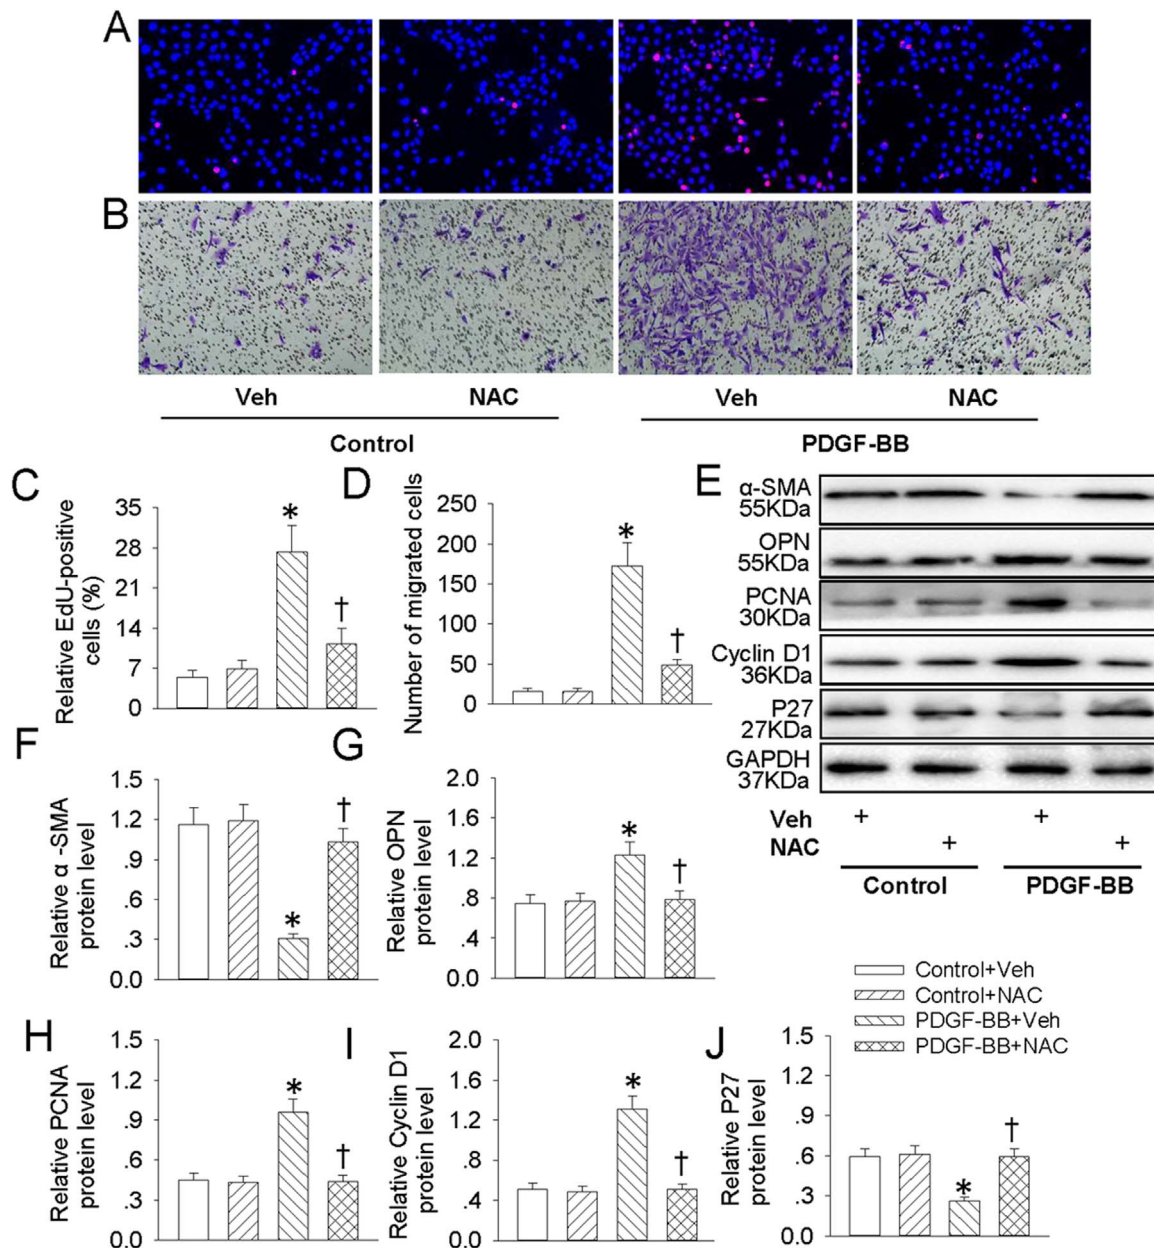 A
B
Veh NAC Veh NAC
Control PDGF-BB
C
Relative EdU-positive
cells (%)
35
28
21
14
7
0
*
†
D
Number of migrated cells
250
200
150
100
50
0
*
†
E
α-SMA
55KDa
OPN
55KDa
PCNA
30KDa
Cyclin D1
36KDa
P27
27KDa
GAPDH
37KDa
Veh + +
NAC + +
Control PDGF-BB
F
Relative α -SMA
protein level
1.5
1.2
.9
.6
.3
0.0
*
†
G
Relative OPN
protein level
2.0
1.6
1.2
.8
.4
0.0
*
†
Control+Veh
Control+NAC
PDGF-BB+Veh
PDGF-BB+NAC
H
Relative PCNA
protein level
1.5
1.2
.9
.6
.3
0.0
*
†
I
Relative Cyclin D1
protein level
2.0
1.6
1.2
.8
.4
0.0
*
†
J
Relative P27
protein level
1.5
1.2
.9
.6
.3
0.0
*
†